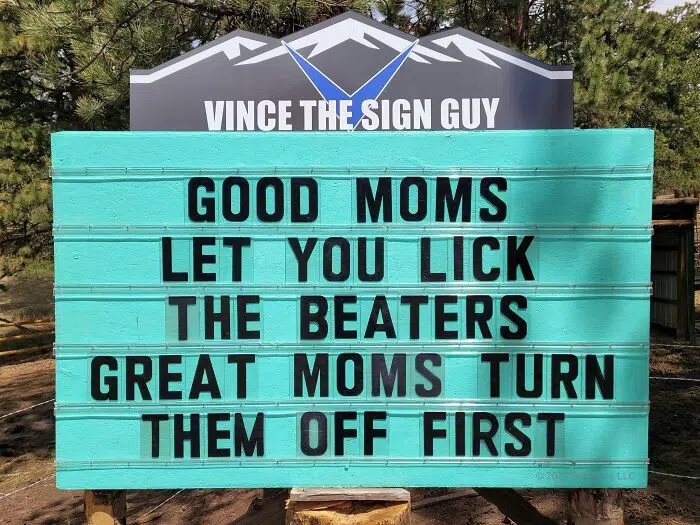 VINCE THE SIGN GUY
GOOD MOMS
LET YOU LICK
THE BEATERS
GREAT MOMS TURN
THEM OFF FIRST